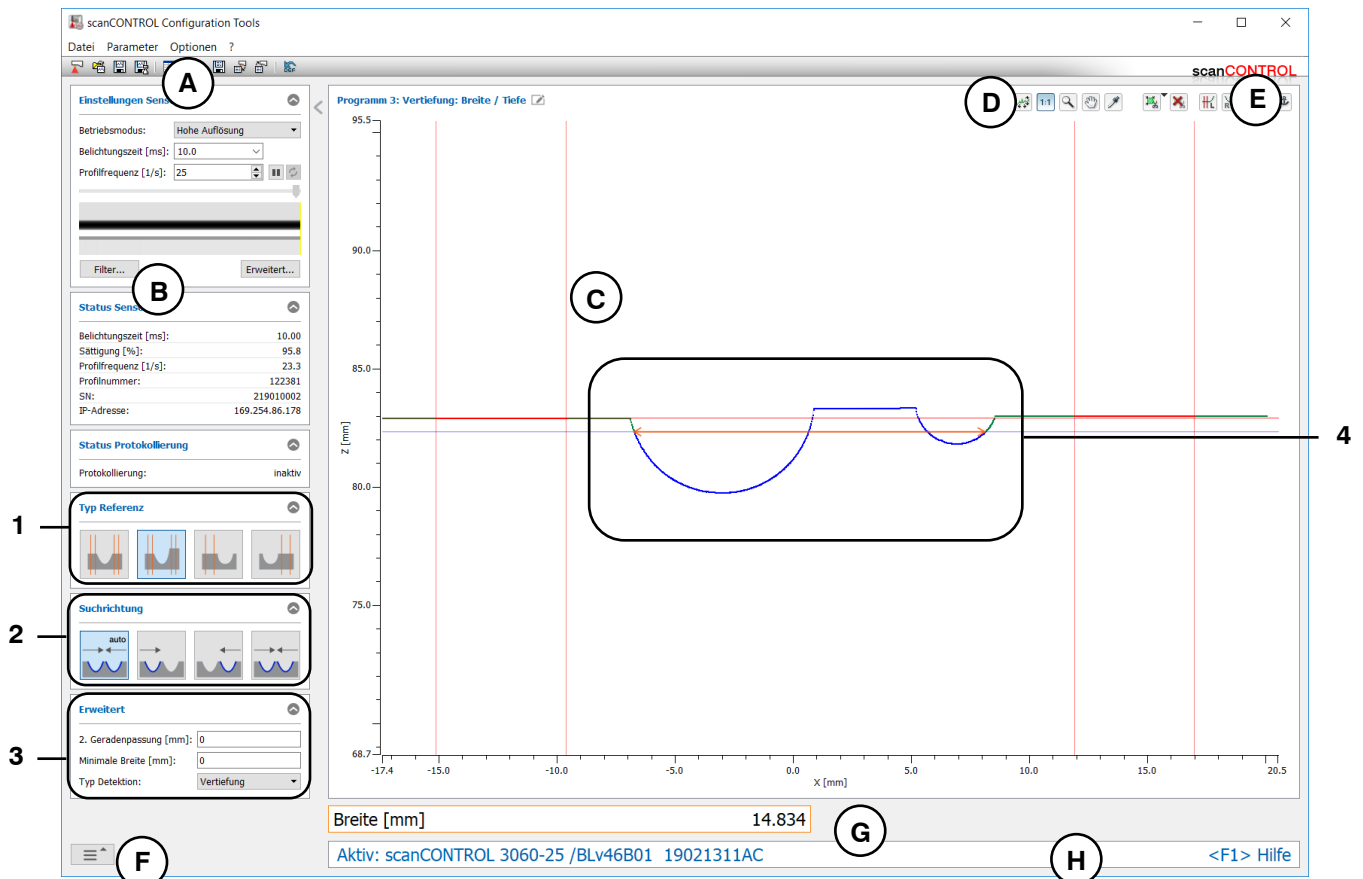 scanCONTROL Configuration Tools
Datei Parameter Optionen ?
A
scanCONTROL
Einstellungen
Programm 3: Vertiefung: Breite / Tiefe
D
1:1
L
R
E
Betriebsmodus: Hohe Auflösung
Belichtungszeit [ms]: 10.0
Profilfrequenz [1/s]: 25
Filter...
Erweitert...
B
Status
Belichtungszeit [ms]: 10.00
Sättigung [%]: 95.8
Profilfrequenz [1/s]: 23.3
Profilnummer: 122381
SN: 219010002
IP-Adresse: 169.254.86.178
Status Protokollierung
Protokollierung: inaktiv
1
Typ Referenz
2
Suchrichtung
auto
3
Erweitert
2. Geradenpassung [mm]: 0
Minimale Breite [mm]: 0
Typ Detektion: Vertiefung
F
95.5
90.0
85.0
80.0
75.0
68.7
Z [mm]
C
4
-17.4 -15.0 -10.0 -5.0 0.0 5.0 10.0 15.0 20.5
X [mm]
Breite [mm] 14.834
G
Aktiv: scanCONTROL 3060-25 /BLv46B01 19021311AC
H
<F1> Hilfe